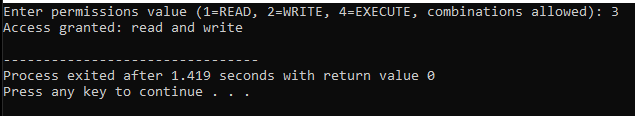 Enter permissions value (1=READ, 2=WRITE, 4=EXECUTE, combinations allowed): 3
Access granted: read and write
--------------------------------
Process exited after 1.419 seconds with return value 0
Press any key to continue . . .